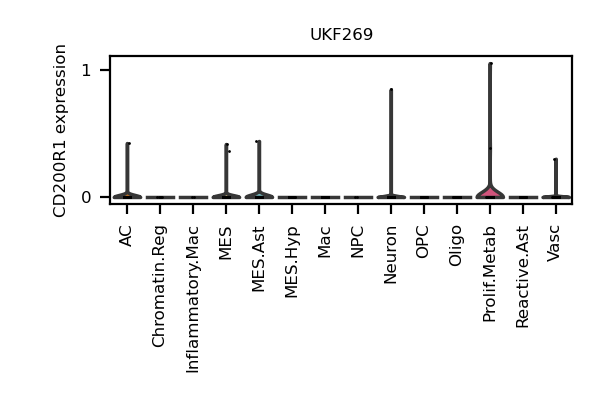 UKF269
CD200R1 expression
1
0
AC
Chromatin.Reg
Inflammatory.Mac
MES
MES.Ast
MES.Hyp
Mac
NPC
Neuron
OPC
Oligo
Prolif.Metab
Reactive.Ast
Vasc